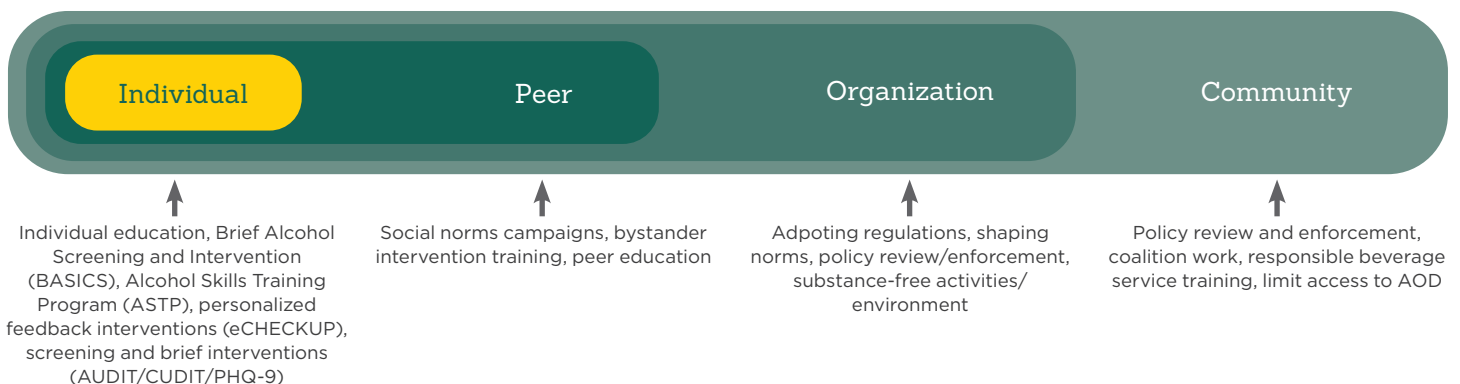 Individual
Peer
Organization
Community
Individual education, Brief Alcohol
Screening and Intervention
(BASICS), Alcohol Skills Training
Program (ASTP), personalized
feedback interventions (eCHECKUP),
screening and brief interventions
(AUDIT/CUDIT/PHQ-9)
Social norms campaigns, bystander
intervention training, peer education
Adpoting regulations, shaping
norms, policy review/enforcement,
substance-free activities/
environment
Policy review and enforcement,
coalition work, responsible beverage
service training, limit access to AOD